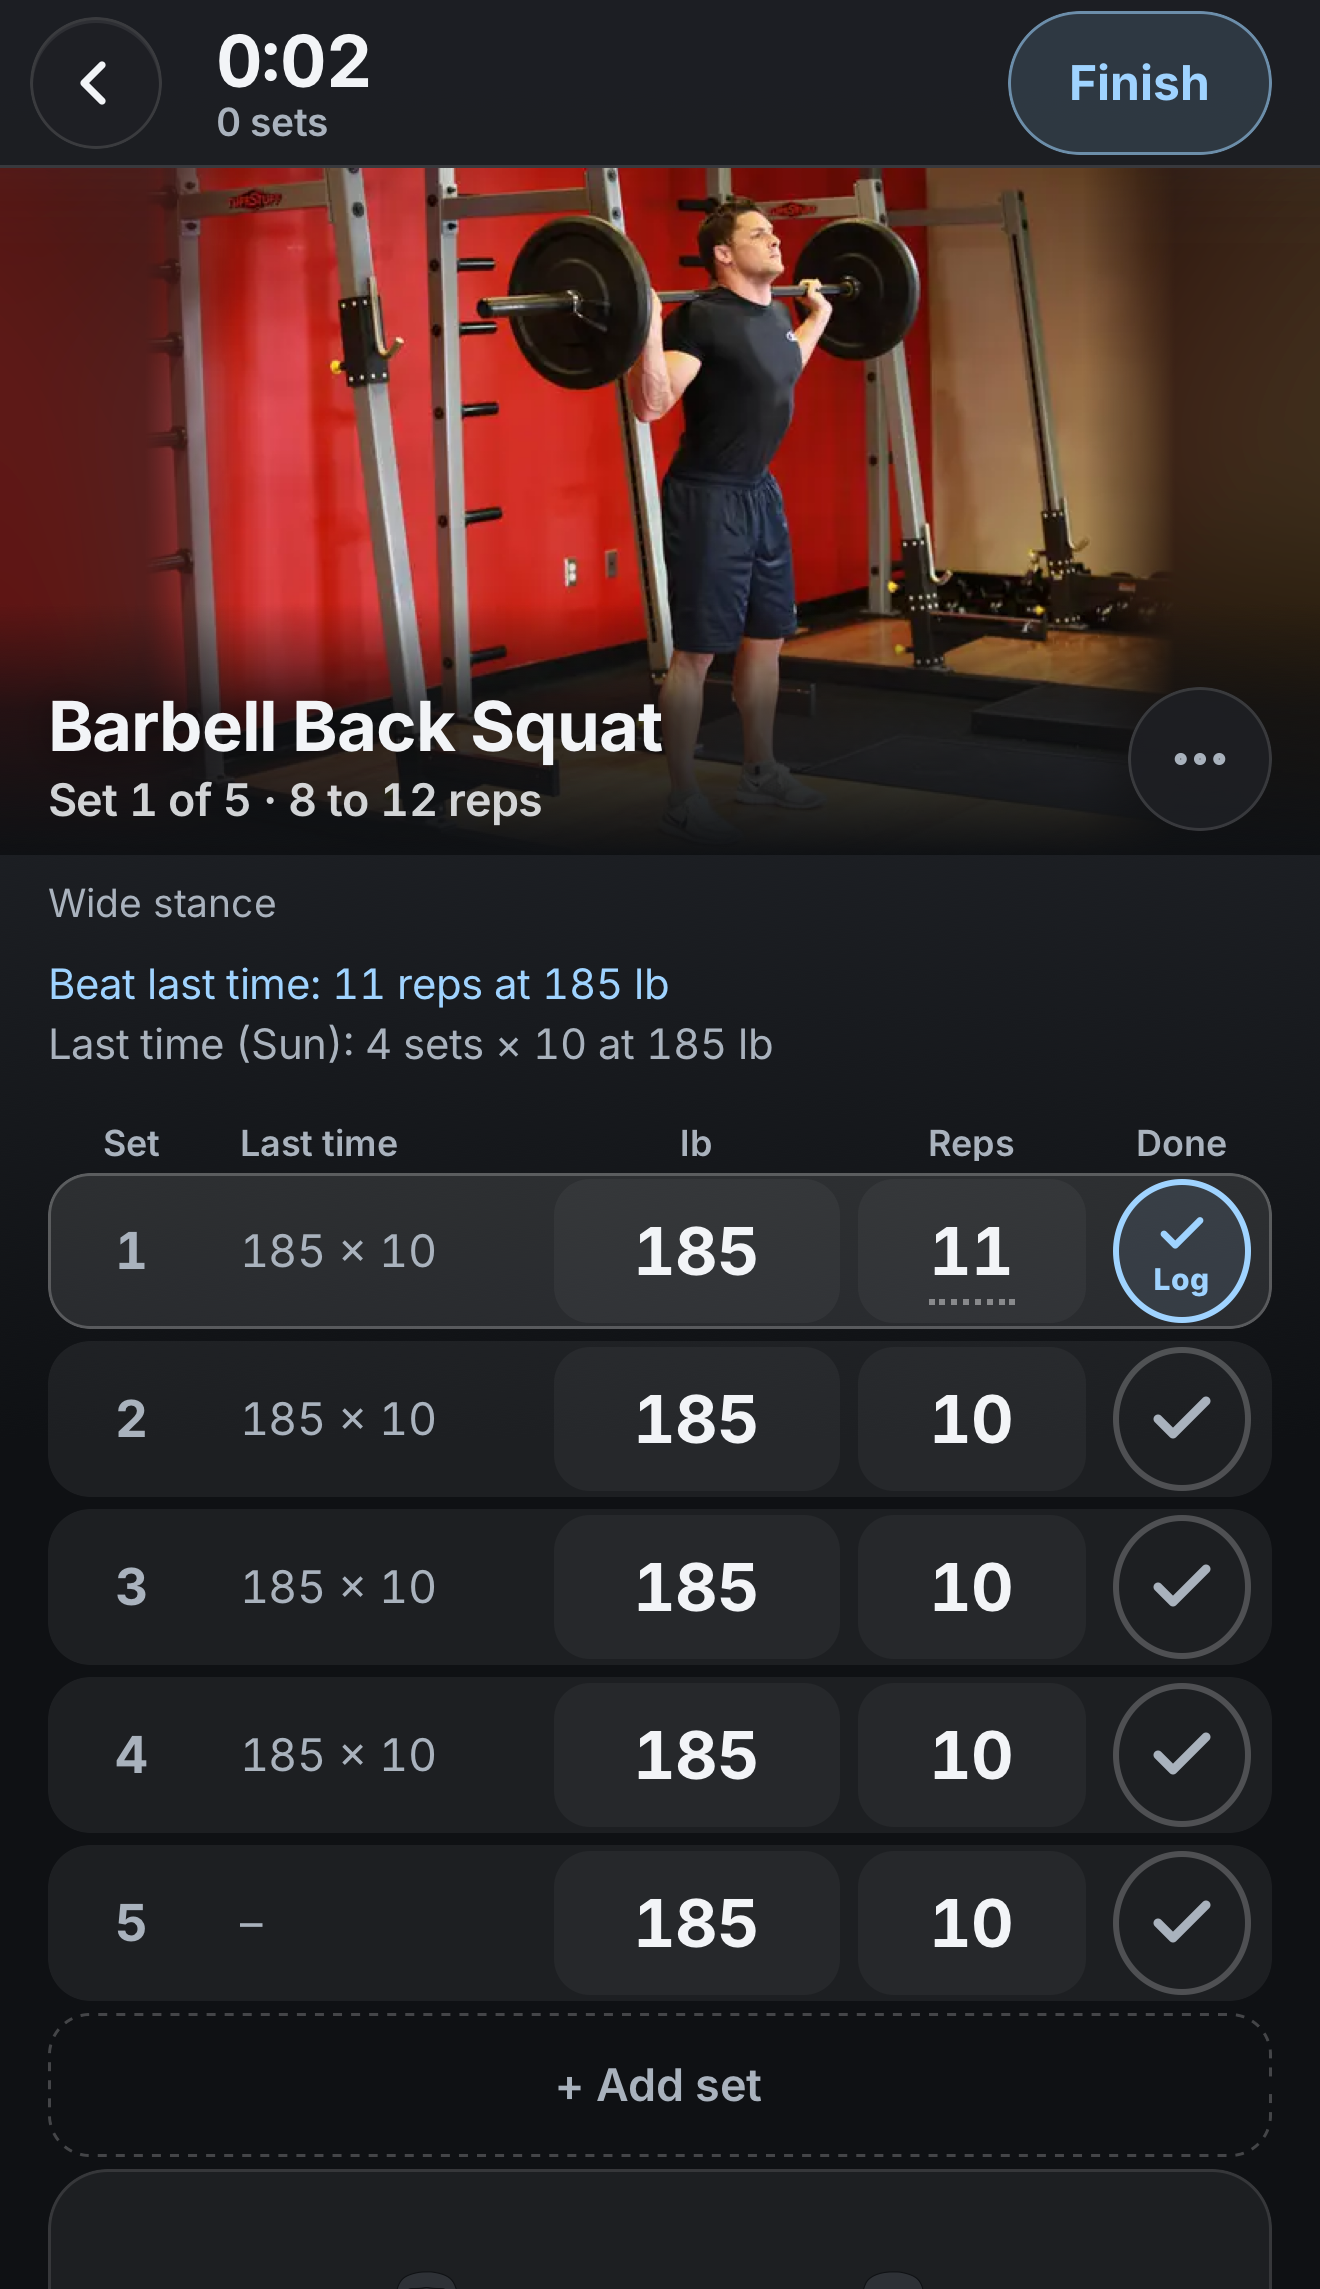 0:02
0 sets
Finish
TUFFSTUFF
Barbell Back Squat
Set 1 of 5 · 8 to 12 reps
Wide stance
Beat last time: 11 reps at 185 lb
Last time (Sun): 4 sets × 10 at 185 lb
Set Last time lb Reps Done
1 185 × 10 185 11 Log
2 185 × 10 185 10
3 185 × 10 185 10
4 185 × 10 185 10
5 – 185 10
+ Add set